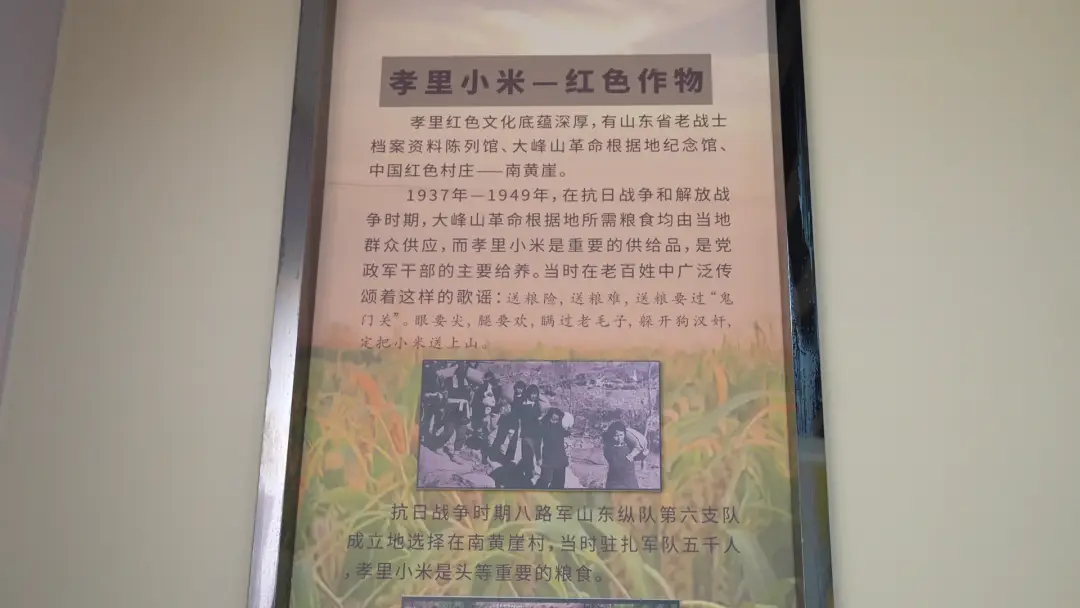 孝里小米—红色作物
孝里红色文化底蕴深厚，有山东省老战士
档案资料陈列馆、大峰山革命根据地纪念馆、
中国红色村庄——南黄崖。
1937年—1949年，在抗日战争和解放战
争时期，大峰山革命根据地所需粮食均由当地
群众供应，而孝里小米是重要的供给品，是党
政军干部的主要给养。当时在老百姓中广泛传
颂着这样的歌谣：送粮险，送粮难，送粮要过“鬼
门关”。眼要尖，腿要欢，瞒过老毛子，躲开狗汉奸，
定把小米送上山。
抗日战争时期八路军山东纵队第六支队
成立地选择在南黄崖村，当时驻扎军队五千人
，孝里小米是头等重要的粮食。